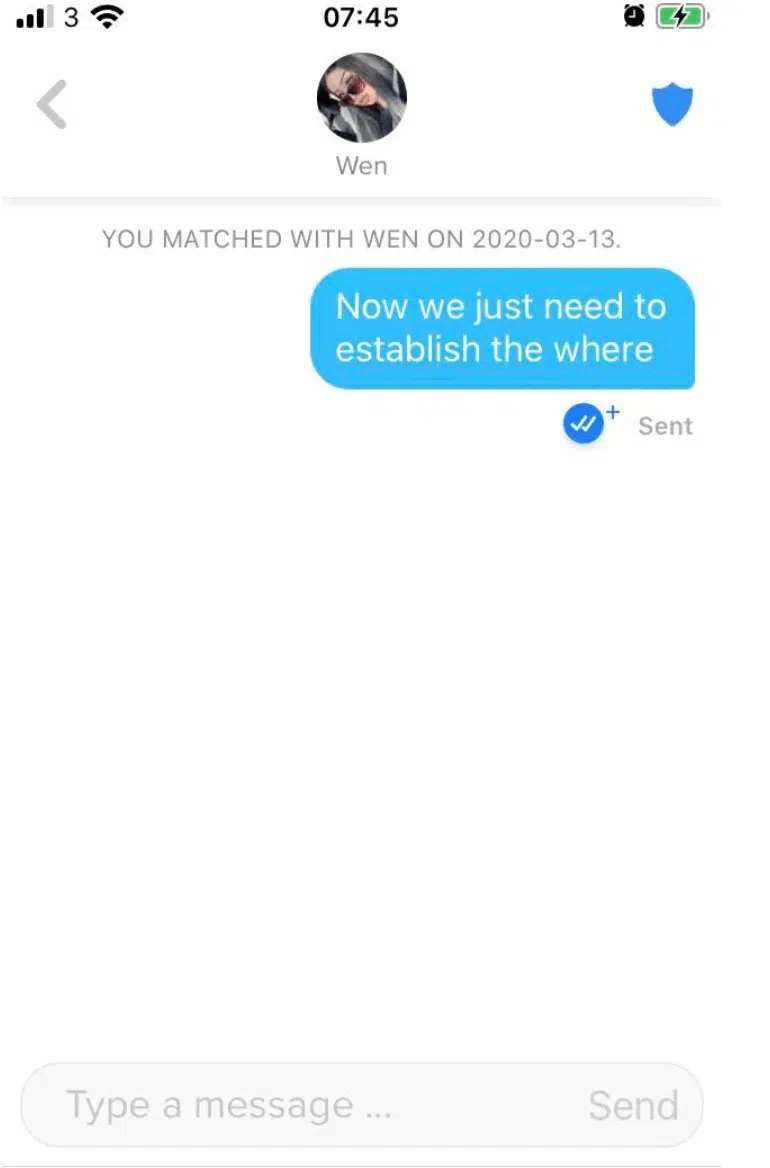 3 07:45
Wen
YOU MATCHED WITH WEN ON 2020-03-13.
Now we just need to
establish the where
Sent
Type a message ... Send